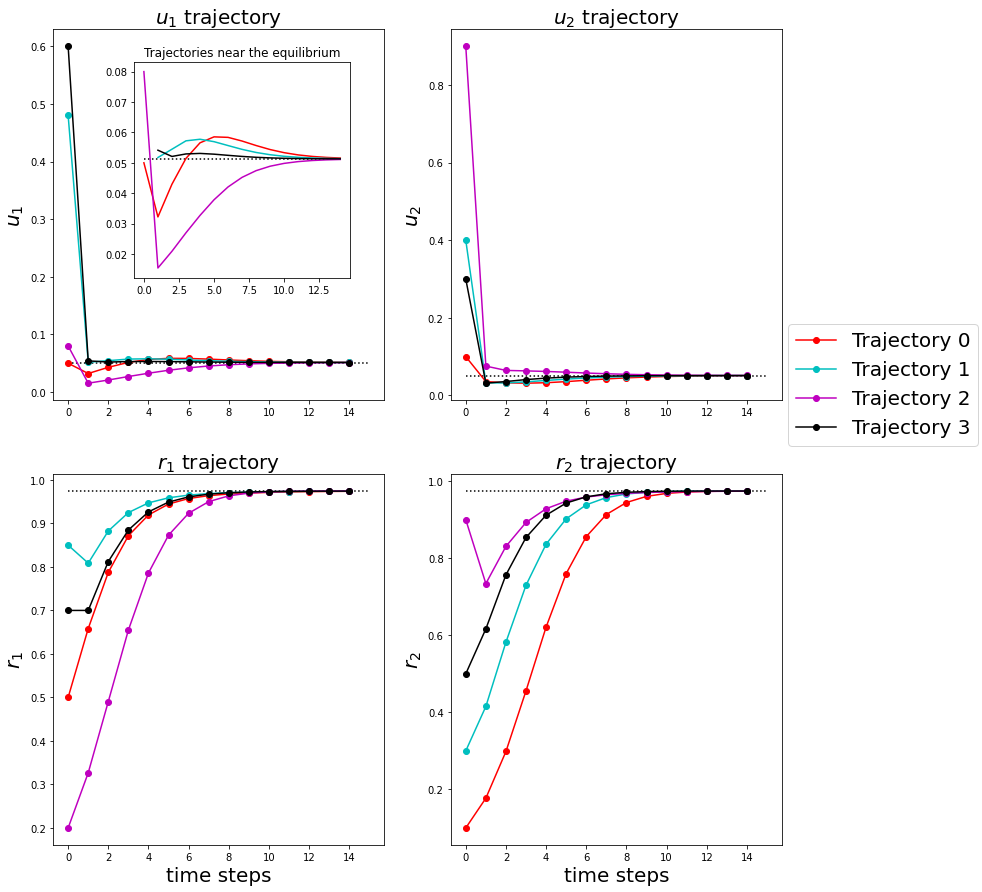 u₁ trajectory
0.6
0.5
0.4
0.3
0.2
0.1
0.0
u₁
0 2 4 6 8 10 12 14
Trajectories near the equilibrium
0.08
0.07
0.06
0.05
0.04
0.03
0.02
0.0 2.5 5.0 7.5 10.0 12.5
u₂ trajectory
0.8
0.6
0.4
0.2
0.0
u₂
0 2 4 6 8 10 12 14
Trajectory 0
Trajectory 1
Trajectory 2
Trajectory 3
r₁ trajectory
1.0
0.9
0.8
0.7
0.6
0.5
0.4
0.3
0.2
r₁
0 2 4 6 8 10 12 14
time steps
r₂ trajectory
1.0
0.8
0.6
0.4
0.2
r₂
0 2 4 6 8 10 12 14
time steps